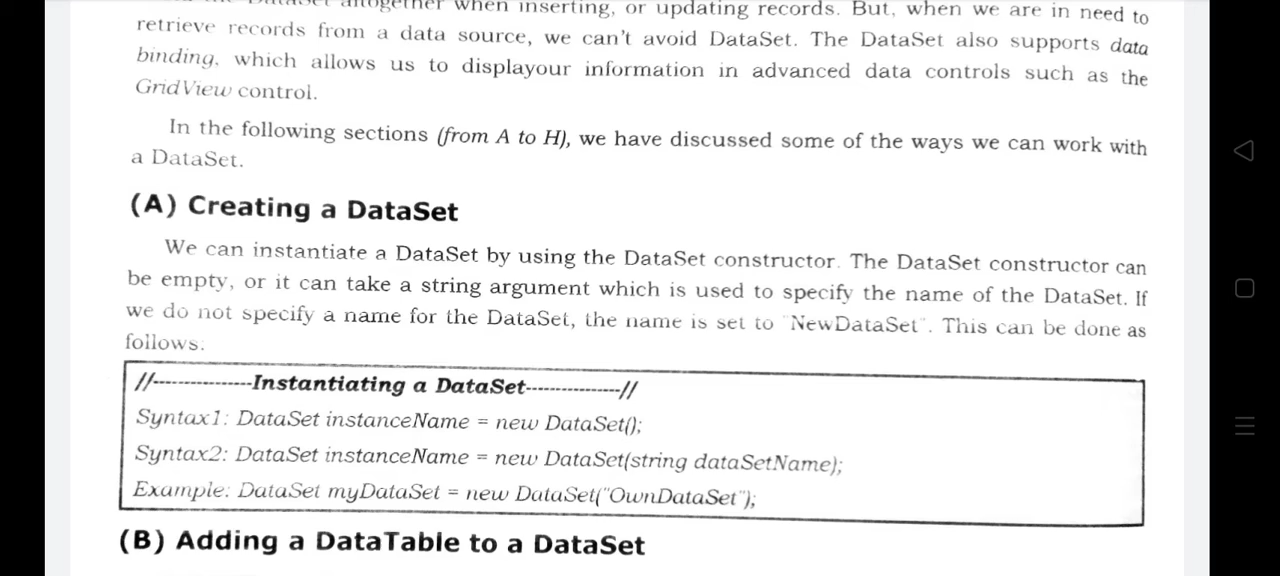 altogether when inserting, or updating records. But, when we are in need to
retrieve records from a data source, we can't avoid DataSet. The DataSet also supports data
binding, which allows us to displayour information in advanced data controls such as the
GridView control.
In the following sections (from A to H), we have discussed some of the ways we can work with
a DataSet.
(A) Creating a DataSet
We can instantiate a DataSet by using the DataSet constructor. The DataSet constructor can
be empty, or it can take a string argument which is used to specify the name of the DataSet. If
we do not specify a name for the DataSet, the name is set to "NewDataSet". This can be done as
follows:
//---------------Instantiating a DataSet---------------//
Syntax1: DataSet instanceName = new DataSet();
Syntax2: DataSet instanceName = new DataSet(string dataSetName);
Example: DataSet myDataSet = new DataSet("OwnDataSet");
(B) Adding a DataTable to a DataSet